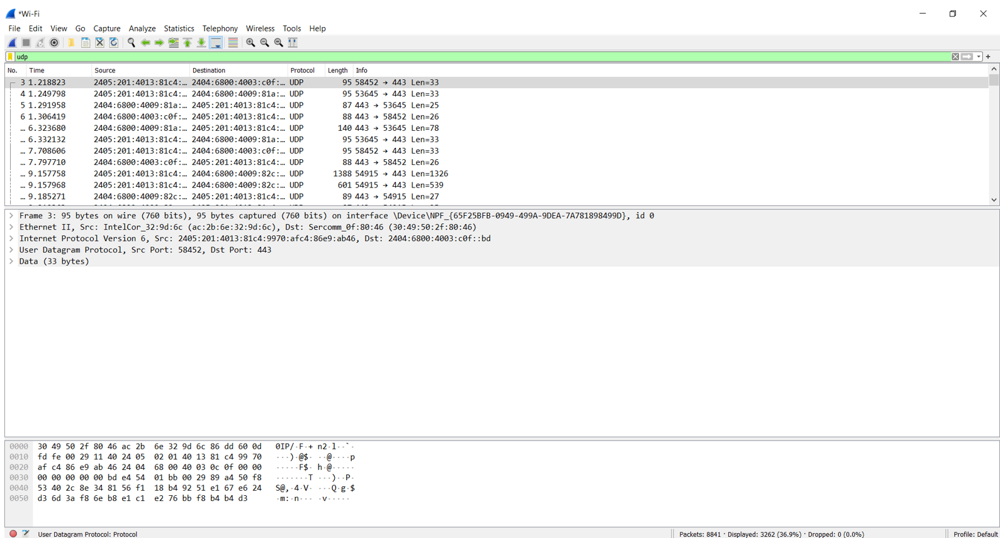 *Wi-Fi
File Edit View Go Capture Analyze Statistics Telephony Wireless Tools Help
udp
No. Time Source Destination Protocol Length Info
3 1.218823 2405:201:4013:81c4:… 2404:6800:4003:c0f:… UDP 95 58452 → 443 Len=33
4 1.249798 2405:201:4013:81c4:… 2404:6800:4009:81a:… UDP 95 53645 → 443 Len=33
5 1.291958 2404:6800:4009:81a:… 2405:201:4013:81c4:… UDP 87 443 → 53645 Len=25
6 1.306419 2404:6800:4003:c0f:… 2405:201:4013:81c4:… UDP 88 443 → 58452 Len=26
… 6.323680 2404:6800:4009:81a:… 2405:201:4013:81c4:… UDP 140 443 → 53645 Len=78
… 6.332132 2405:201:4013:81c4:… 2404:6800:4009:81a:… UDP 95 53645 → 443 Len=33
… 7.708606 2405:201:4013:81c4:… 2404:6800:4003:c0f:… UDP 95 58452 → 443 Len=33
… 7.797710 2404:6800:4003:c0f:… 2405:201:4013:81c4:… UDP 88 443 → 58452 Len=26
… 9.157758 2405:201:4013:81c4:… 2404:6800:4009:82c:… UDP 1388 54915 → 443 Len=1326
… 9.157968 2405:201:4013:81c4:… 2404:6800:4009:82c:… UDP 601 54915 → 443 Len=539
… 9.185271 2404:6800:4009:82c:… 2405:201:4013:81c4:… UDP 89 443 → 54915 Len=27
Frame 3: 95 bytes on wire (760 bits), 95 bytes captured (760 bits) on interface \Device\NPF_{65F25BFB-0949-499A-9DEA-7A781898499D}, id 0
Ethernet II, Src: IntelCor_32:9d:6c (ac:2b:6e:32:9d:6c), Dst: Sercomm_0f:80:46 (30:49:50:2f:80:46)
Internet Protocol Version 6, Src: 2405:201:4013:81c4:9970:afc4:86e9:ab46, Dst: 2404:6800:4003:c0f::bd
User Datagram Protocol, Src Port: 58452, Dst Port: 443
Data (33 bytes)
0000 30 49 50 2f 80 46 ac 2b 6e 32 9d 6c 86 dd 60 0d 0IP/·F·+ n2·l··`·
0010 fd fe 00 29 11 40 24 05 02 01 40 13 81 c4 99 70 ···)·@$· ··@····p
0020 af c4 86 e9 ab 46 24 04 68 00 40 03 0c 0f 00 00 ·····F$· h·@·····
0030 00 00 00 00 00 bd e4 54 01 bb 00 29 89 a4 50 f8 ·······T ···)··P·
0040 53 40 2c 8e 34 81 56 f1 18 b4 92 51 e1 67 e6 24 S@,·4·V· ···Q·g·$
0050 d3 6d 3a f8 6e b8 e1 c1 e2 76 bb f8 b4 b4 d3 ·m:·n··· ·v·····
User Datagram Protocol: Protocol
Packets: 8841 · Displayed: 3262 (36.9%) · Dropped: 0 (0.0%)
Profile: Default